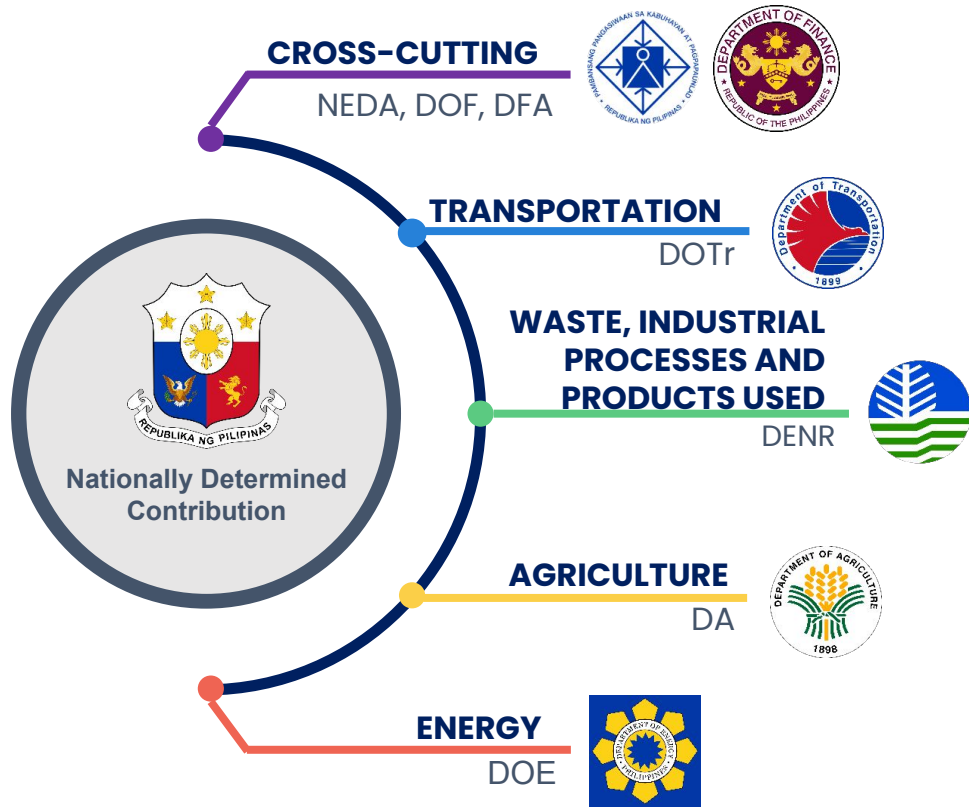 CROSS-CUTTING
NEDA, DOF, DFA
PAMBANSANG PANGASIWAAN SA KABUHAYAN AT PAGPAPAUNLAD
REPUBLIKA NG PILIPINAS
DEPARTMENT OF FINANCE
REPUBLIC OF THE PHILIPPINES
TRANSPORTATION
DOTr
Department of Transportation
1899
WASTE, INDUSTRIAL
PROCESSES AND
PRODUCTS USED
DENR
REPUBLIKA NG PILIPINAS
Nationally Determined
Contribution
AGRICULTURE
DA
DEPARTMENT OF AGRICULTURE
1898
ENERGY
DOE
DEPARTMENT OF ENERGY
PHILIPPINES